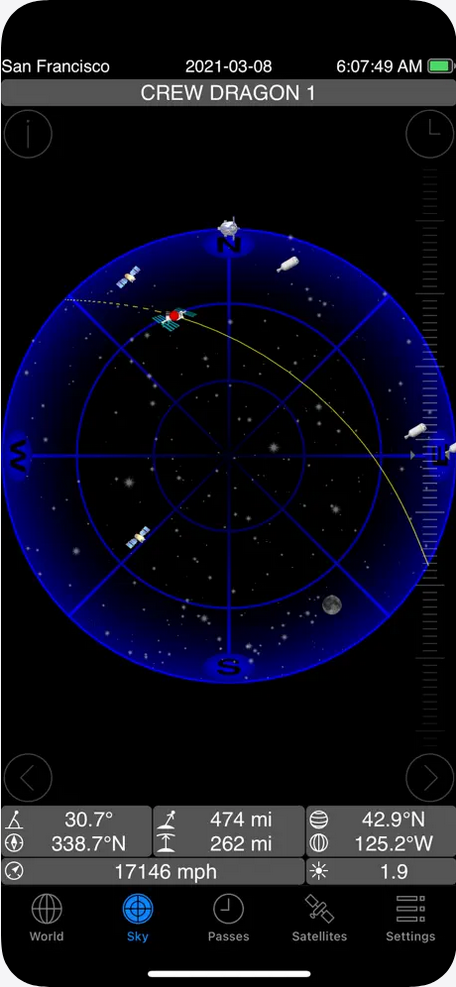 San Francisco 2021-03-08 6:07:49 AM
CREW DRAGON 1
N
W
E
S
30.7° 474 mi 42.9°N
338.7°N 262 mi 125.2°W
17146 mph 1.9
World Sky Passes Satellites Settings